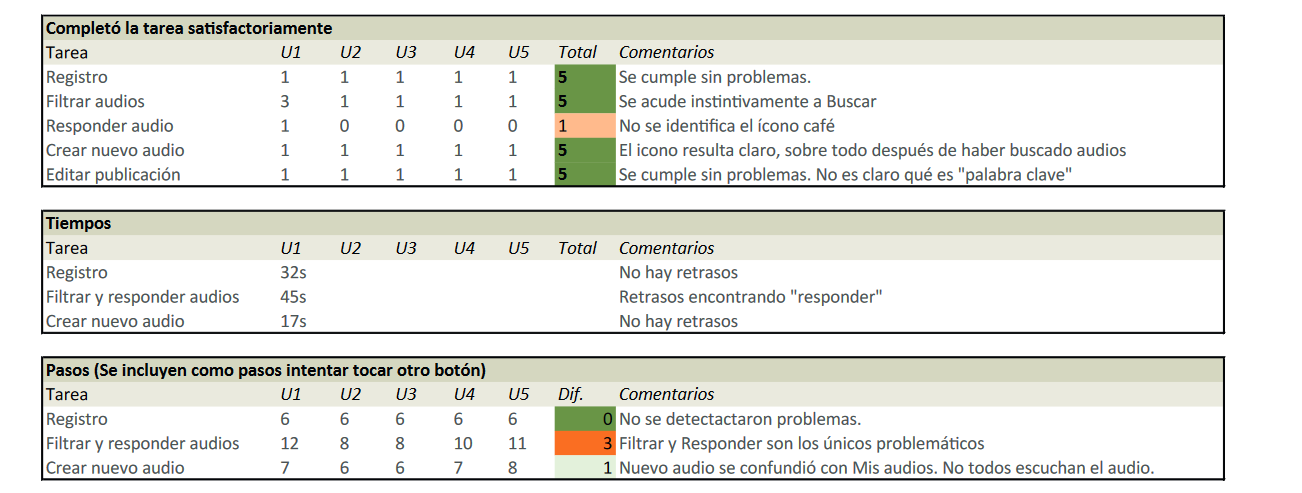 Completó la tarea satisfactoriamente
Tarea U1 U2 U3 U4 U5 Total Comentarios
Registro 1 1 1 1 1 5 Se cumple sin problemas.
Filtrar audios 3 1 1 1 1 5 Se acude instintivamente a Buscar
Responder audio 1 0 0 0 0 1 No se identifica el ícono café
Crear nuevo audio 1 1 1 1 1 5 El icono resulta claro, sobre todo después de haber buscado audios
Editar publicación 1 1 1 1 1 5 Se cumple sin problemas. No es claro qué es "palabra clave"
Tiempos
Tarea U1 U2 U3 U4 U5 Total Comentarios
Registro 32s No hay retrasos
Filtrar y responder audios 45s Retrasos encontrando "responder"
Crear nuevo audio 17s No hay retrasos
Pasos (Se incluyen como pasos intentar tocar otro botón)
Tarea U1 U2 U3 U4 U5 Dif. Comentarios
Registro 6 6 6 6 6 0 No se detectactaron problemas.
Filtrar y responder audios 12 8 8 10 11 3 Filtrar y Responder son los únicos problemáticos
Crear nuevo audio 7 6 6 7 8 1 Nuevo audio se confundió con Mis audios. No todos escuchan el audio.